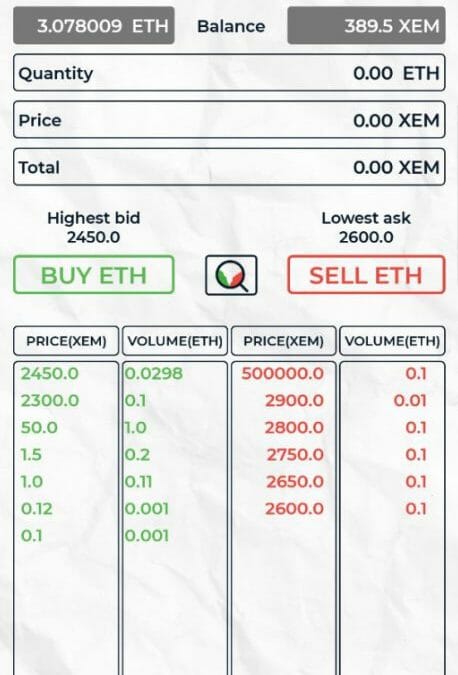 3.078009 ETH Balance 389.5 XEM
Quantity 0.00 ETH
Price 0.00 XEM
Total 0.00 XEM
Highest bid Lowest ask
2450.0 2600.0
BUY ETH SELL ETH
PRICE(XEM) VOLUME(ETH) PRICE(XEM) VOLUME(ETH)
2450.0 0.0298 500000.0 0.1
2300.0 0.1 2900.0 0.01
50.0 1.0 2800.0 0.1
1.5 0.2 2750.0 0.1
1.0 0.11 2650.0 0.1
0.12 0.001 2600.0 0.1
0.1 0.001